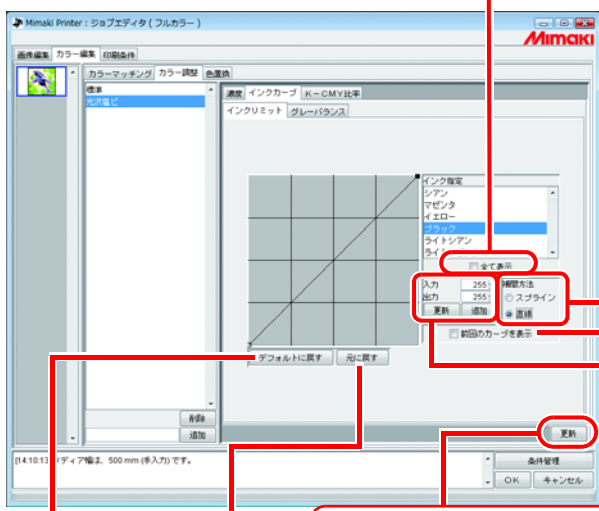 Mimaki Printer : ジョブエディタ ( フルカラー )
Mimaki
画像編集 カラー編集 印刷条件
カラーマッチング カラー調整 色置換
標準
光沢塩ビ
濃度 インクカーブ K-CMY比率
インクリミット グレーバランス
インク指定
シアン
マゼンタ
イエロー
ブラック
ライトシアン
全て表示
入力 255
出力 255
更新 追加
補間方法
スプライン
直線
前回のカーブを表示
デフォルトに戻す 元に戻す
削除
追加
更新
[14:10:13] メディア幅は、500 mm (手入力) です。
条件管理
OK キャンセル